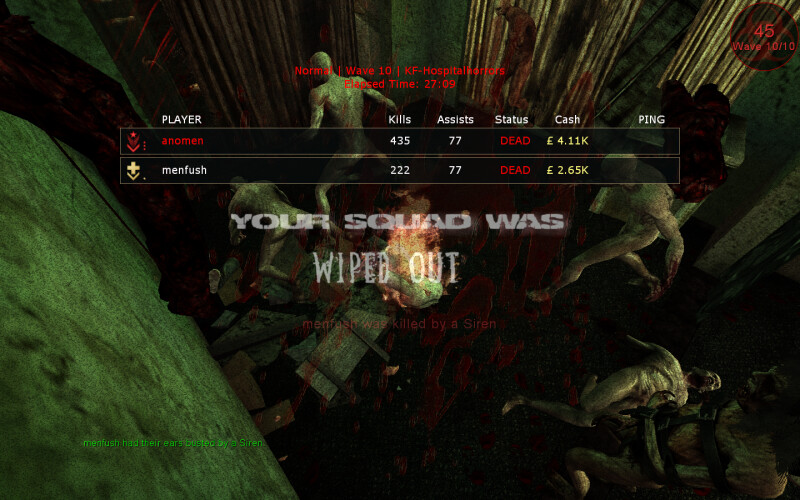 45
Wave 10/10
Normal | Wave 10 | KF-Hospitalhorrors
Elapsed Time: 27:09
PLAYER Kills Assists Status Cash PING
anomen 435 77 DEAD £ 4.11K
menfush 222 77 DEAD £ 2.65K
YOUR SQUAD WAS
WIPED OUT
menfush was killed by a Siren
menfush had their ears busted by a Siren